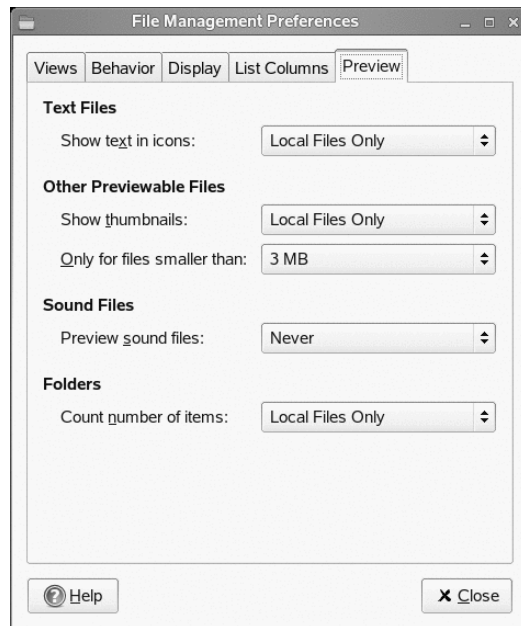 File Management Preferences
Views Behavior Display List Columns Preview
Text Files
Show text in icons: Local Files Only
Other Previewable Files
Show thumbnails: Local Files Only
Only for files smaller than: 3 MB
Sound Files
Preview sound files: Never
Folders
Count number of items: Local Files Only
Help Close